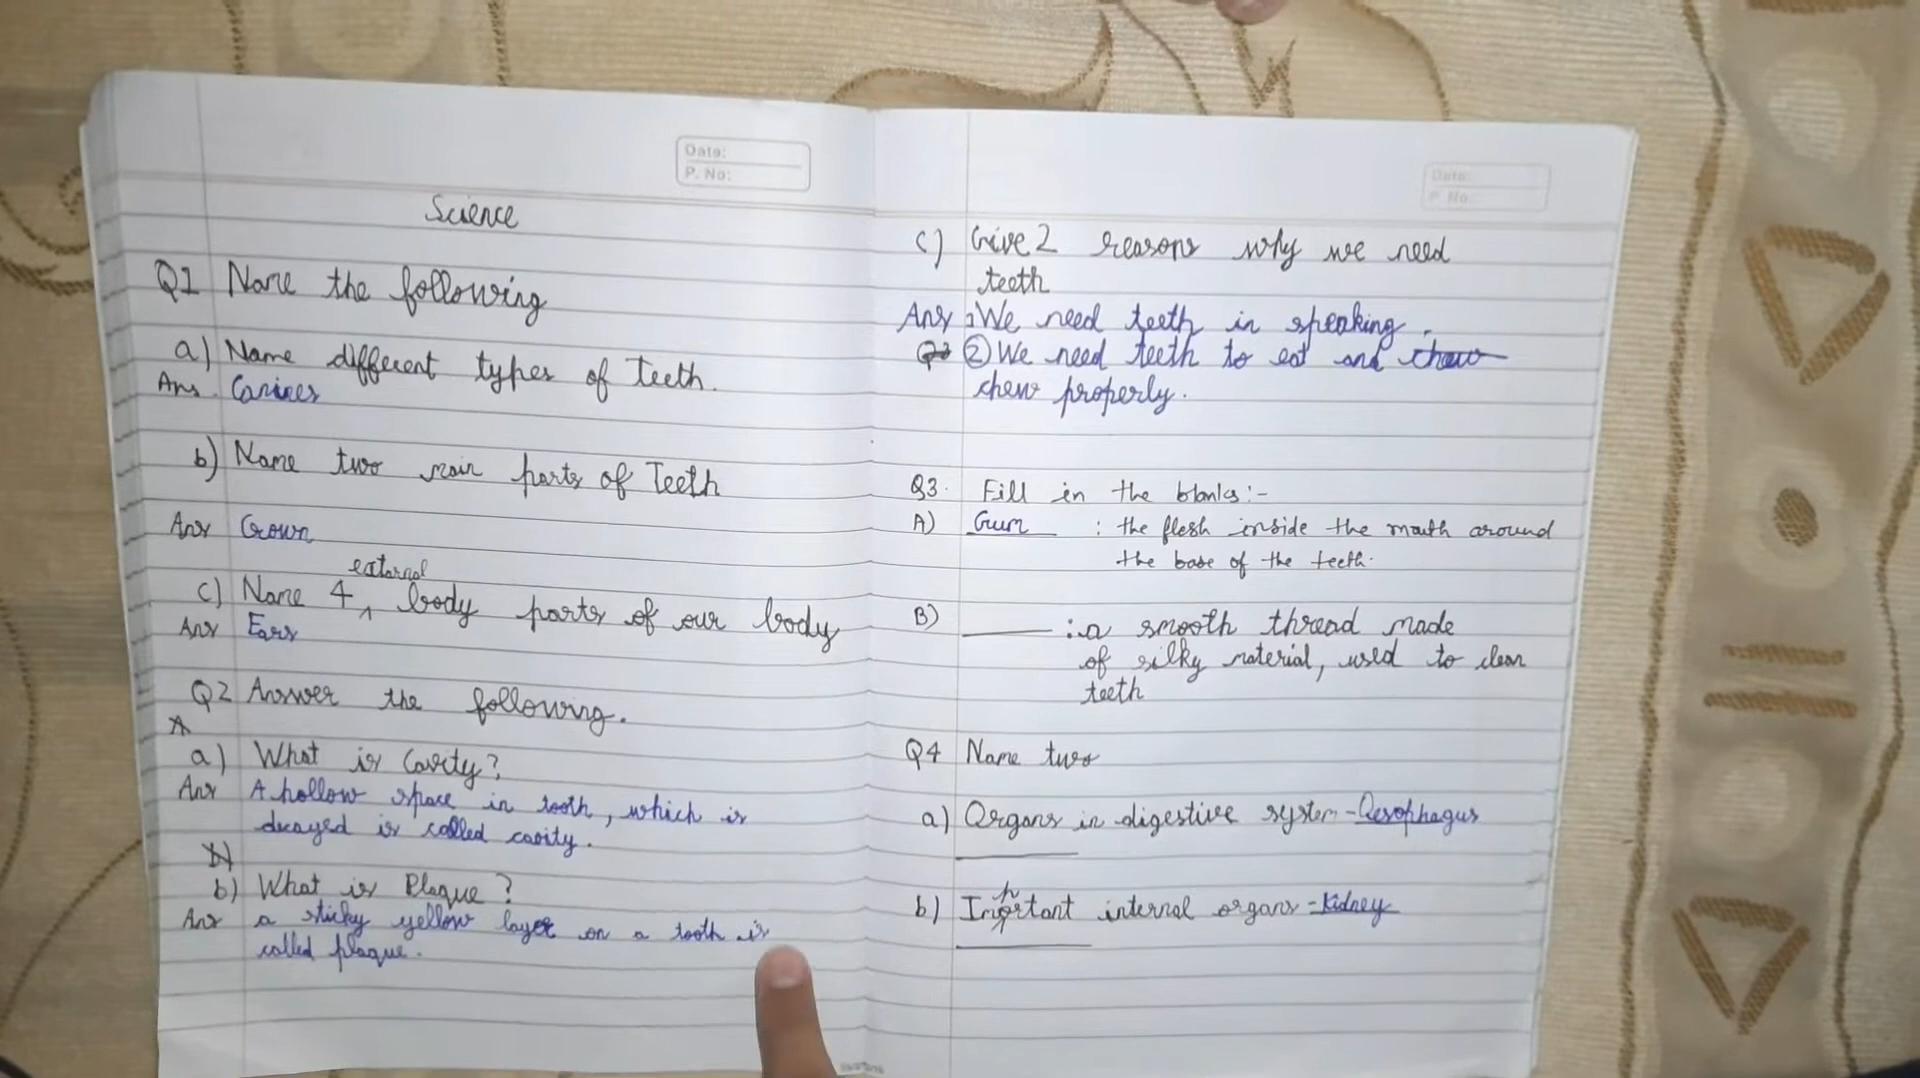 Date:
P. No:
Science
Q1 Name the following
a) Name different types of Teeth.
Ans. Canines
b) Name two main parts of Teeth
Ans Crown
external
c) Name 4 ^ body parts of our body
Ans Ears
Q2 Answer the following.
a) What is Cavity?
Ans A hollow space in tooth, which is
decayed is called cavity.
b) What is Plaque?
Ans a sticky yellow layer on a tooth is
called plaque.
Date:
P. No:
c) Give 2 reasons why we need
teeth
Ans 1 We need teeth in speaking.
② We need teeth to eat and chew
chew properly.
Q3. Fill in the blanks:-
A) Gum : the flesh inside the mouth around
the base of the teeth.
B) ____ : a smooth thread made
of silky material, used to clean
teeth
Q4 Name two
a) Organs in digestive system - Oesophagus
b) Important internal organs = Kidney